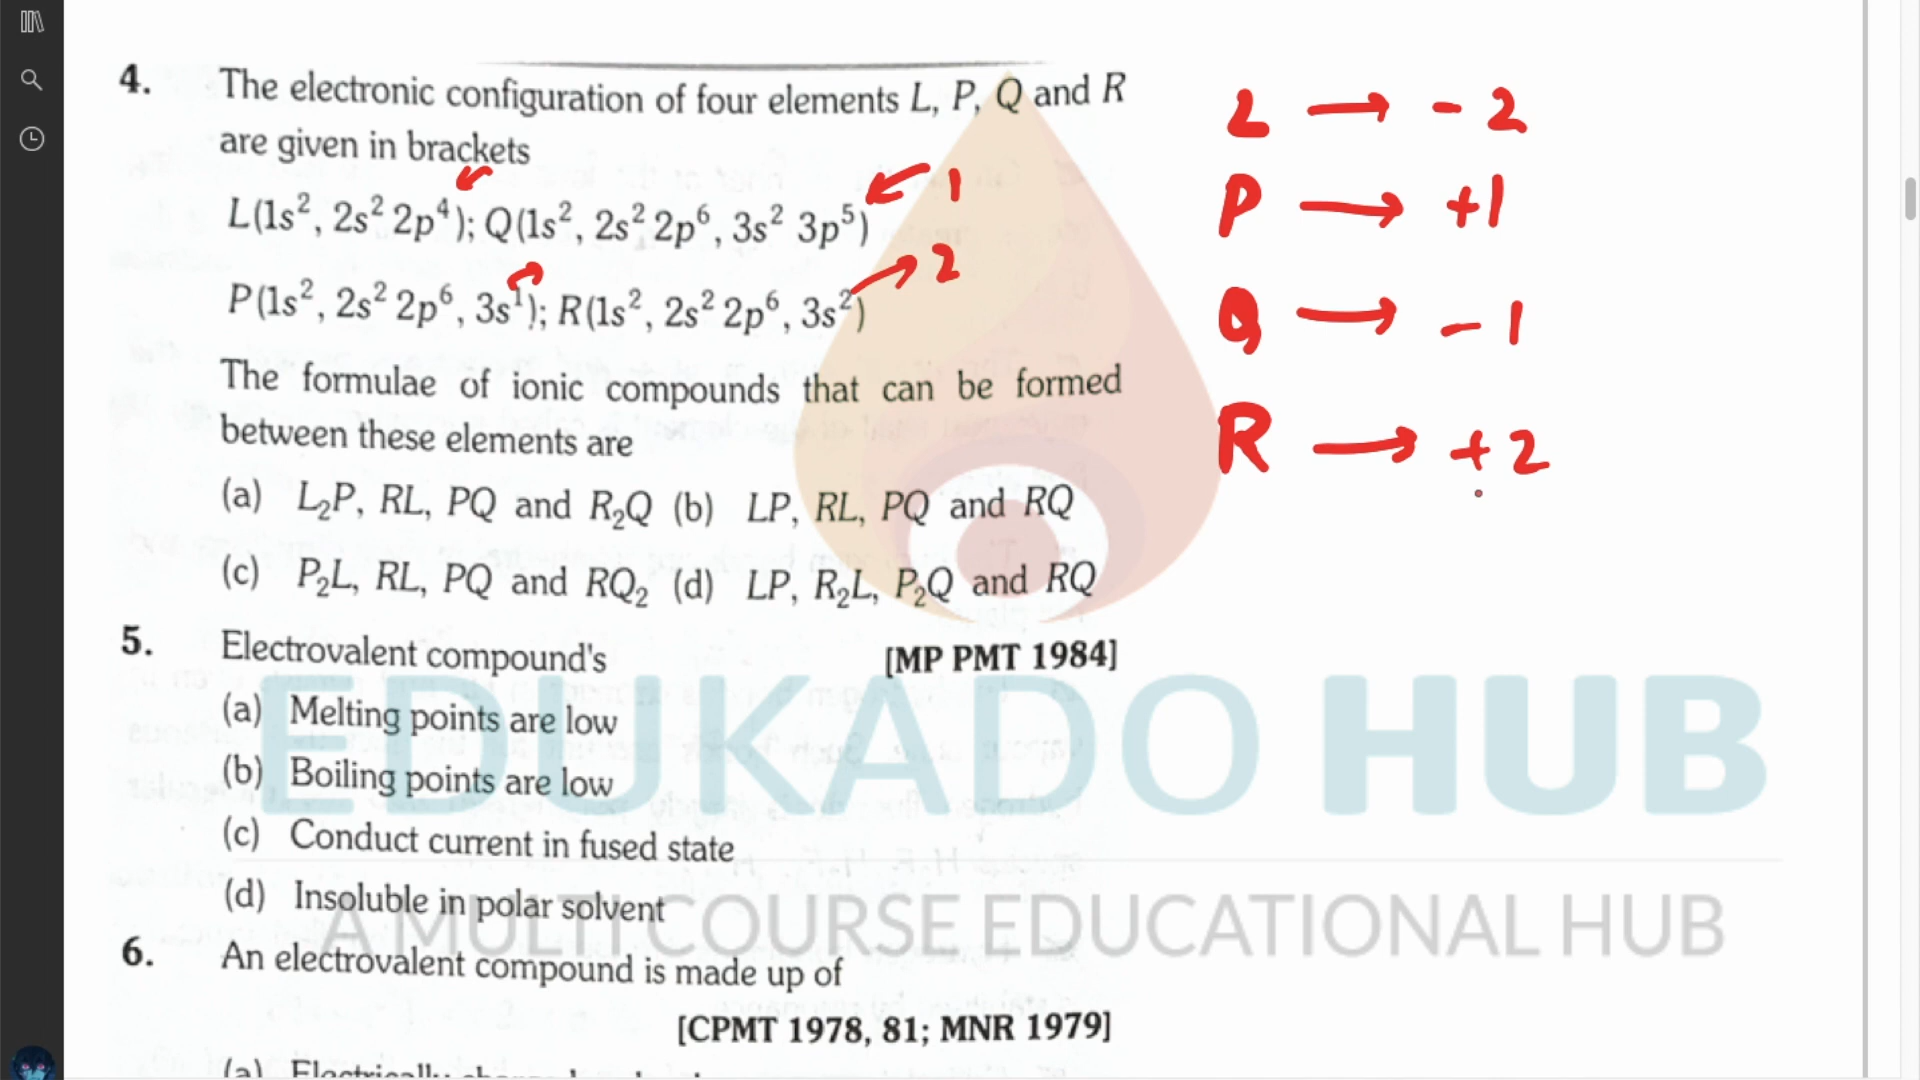 4. The electronic configuration of four elements L, P, Q and R
are given in brackets
L(1s², 2s² 2p⁴); Q(1s², 2s² 2p⁶, 3s² 3p⁵)
P(1s², 2s² 2p⁶, 3s¹); R(1s², 2s² 2p⁶, 3s²)
The formulae of ionic compounds that can be formed
between these elements are
(a) L₂P, RL, PQ and R₂Q (b) LP, RL, PQ and RQ
(c) P₂L, RL, PQ and RQ₂ (d) LP, R₂L, P₂Q and RQ
1
2
L → -2
P → +1
Q → -1
R → +2
5. Electrovalent compound's [MP PMT 1984]
(a) Melting points are low
(b) Boiling points are low
(c) Conduct current in fused state
(d) Insoluble in polar solvent
6. An electrovalent compound is made up of
[CPMT 1978, 81; MNR 1979]
(a) Electrically
EDUKADO HUB
A MULTI COURSE EDUCATIONAL HUB